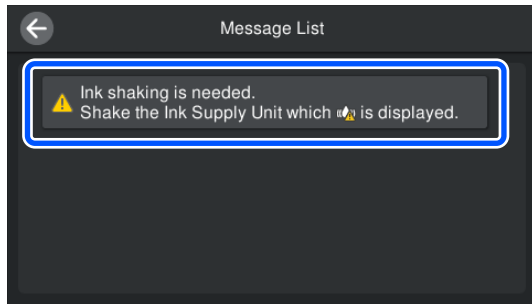 Message List
Ink shaking is needed.
Shake the Ink Supply Unit which is displayed.